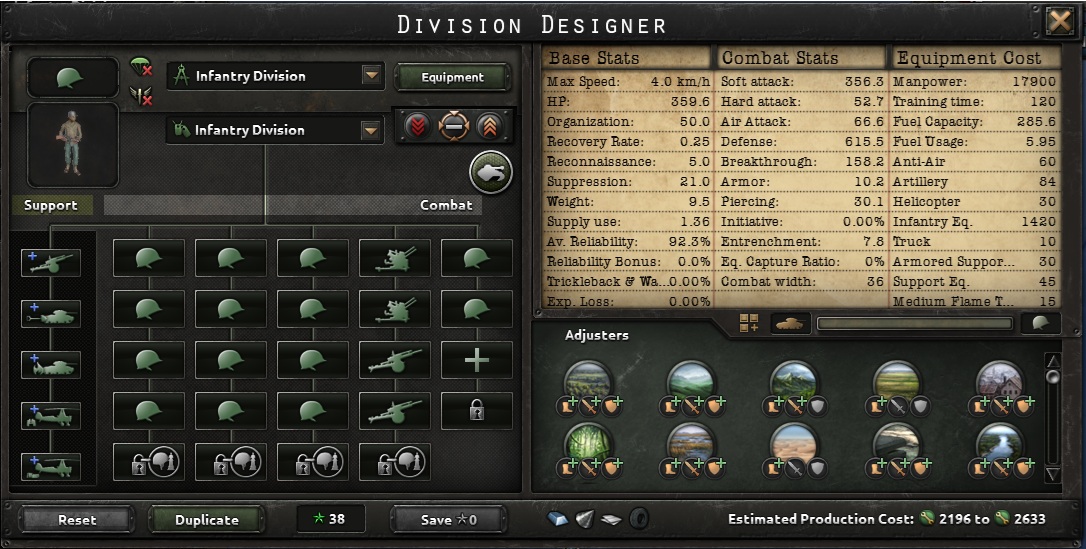 Division Designer
Infantry Division
Equipment
Infantry Division
Support
Combat
Base Stats
Max Speed: 4.0 km/h
HP: 359.6
Organization: 50.0
Recovery Rate: 0.25
Reconnaissance: 5.0
Suppression: 21.0
Weight: 9.5
Supply use: 1.36
Av. Reliability: 92.3%
Reliability Bonus: 0.0%
Trickleback & Wa...0.00%
Exp. Loss: 0.00%
Combat Stats
Soft attack: 356.3
Hard attack: 52.7
Air Attack: 66.6
Defense: 615.5
Breakthrough: 158.2
Armor: 10.2
Piercing: 30.1
Initiative: 0.00%
Entrenchment: 7.8
Eq. Capture Ratio: 0%
Combat width: 36
Equipment Cost
Manpower: 17900
Training time: 120
Fuel Capacity: 285.6
Fuel Usage: 5.95
Anti-Air 60
Artillery 84
Helicopter 30
Infantry Eq. 1420
Truck 10
Armored Suppor... 30
Support Eq. 45
Medium Flame T... 15
Adjusters
Reset
Duplicate
38
Save 0
Estimated Production Cost: 2196 to 2633